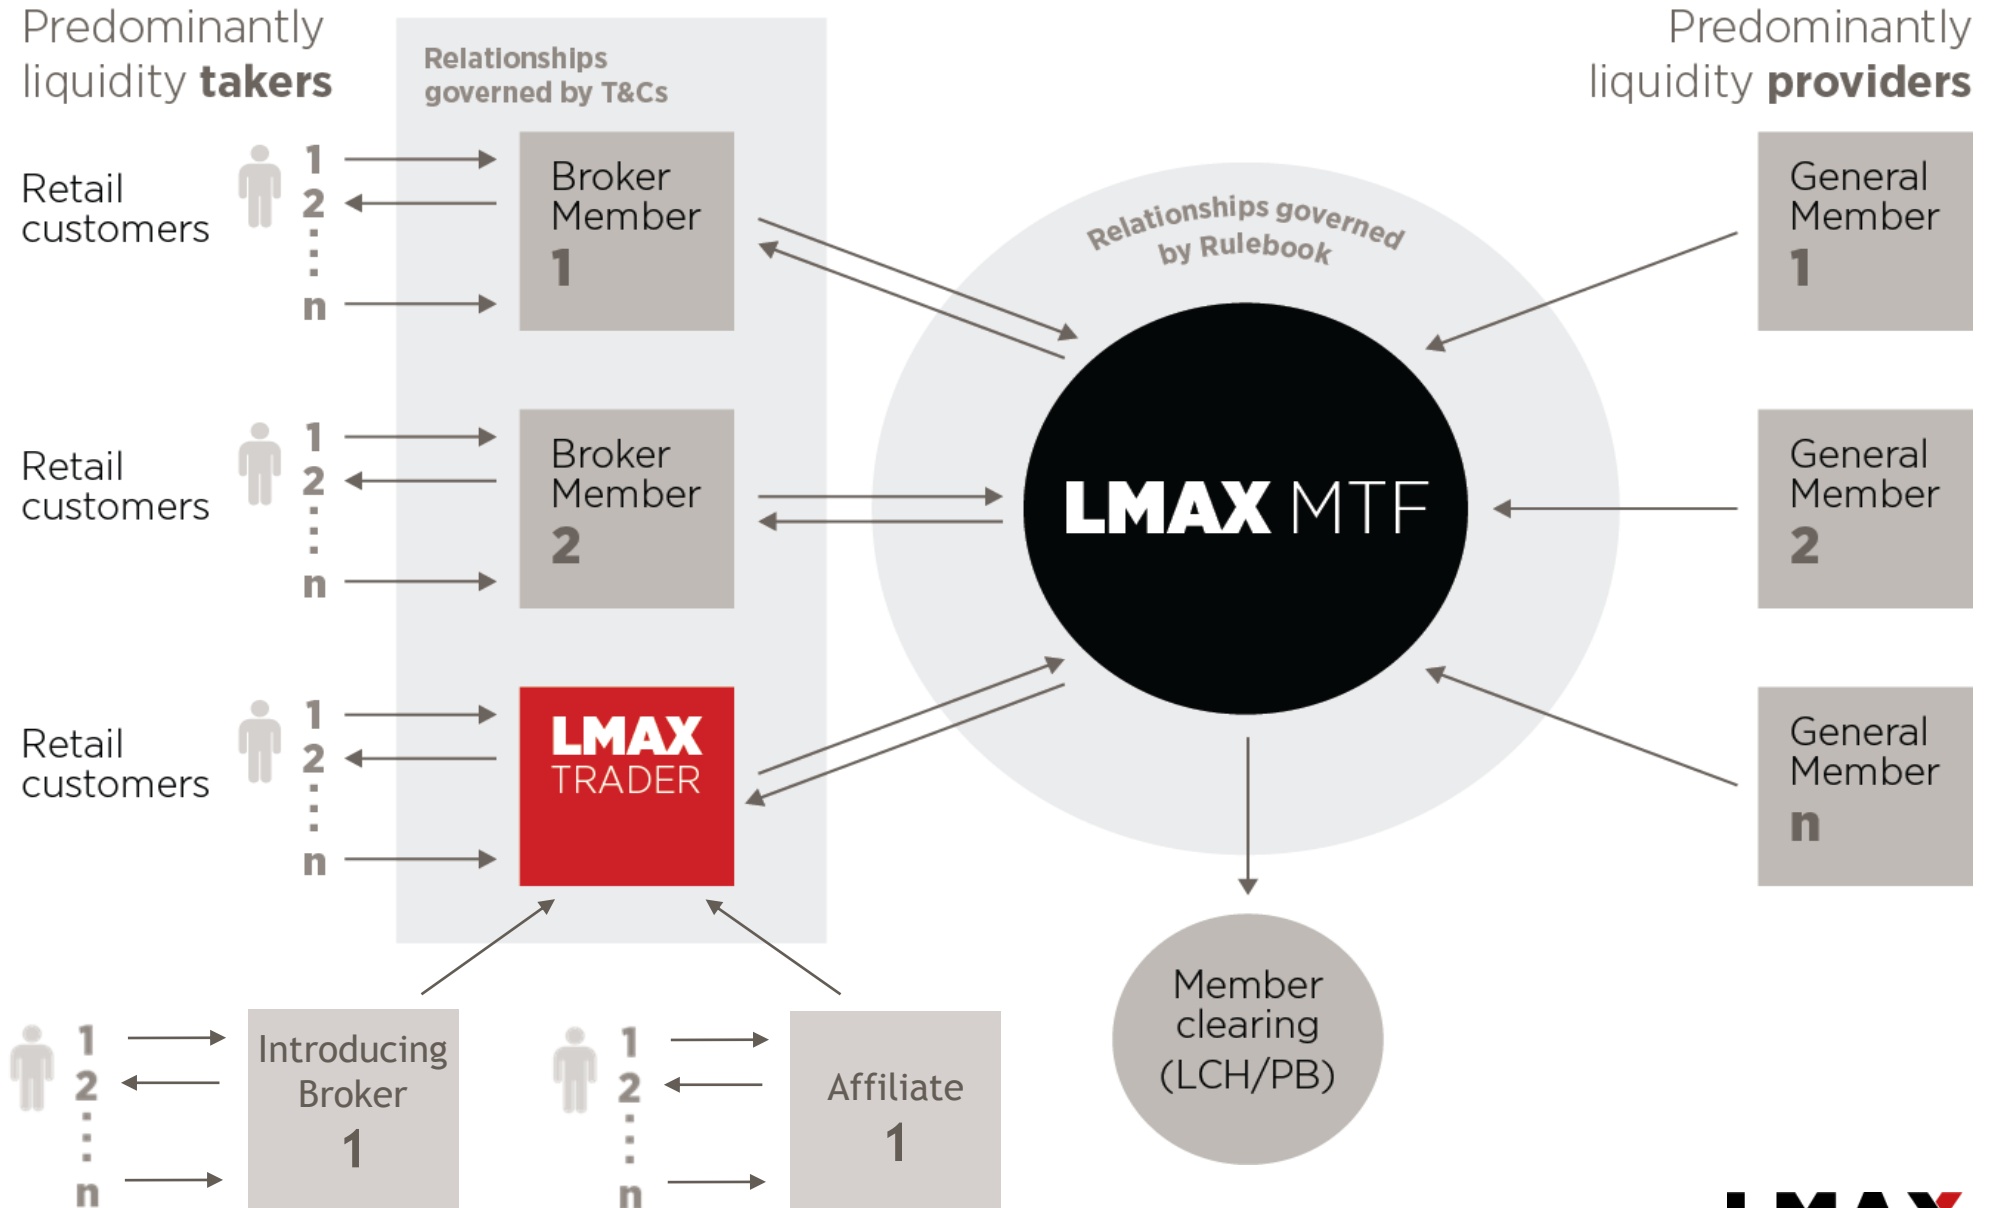 Predominantly
liquidity takers
Relationships
governed by T&Cs
Predominantly
liquidity providers
Retail
customers
1
2
:
:
n
Broker
Member
1
Relationships governed
by Rulebook
General
Member
1
Retail
customers
1
2
:
:
n
Broker
Member
2
LMAX MTF
General
Member
2
Retail
customers
1
2
:
:
n
LMAX
TRADER
General
Member
n
1
2
:
:
n
Introducing
Broker
1
1
2
:
:
n
Affiliate
1
Member
clearing
(LCH/PB)
LMAX